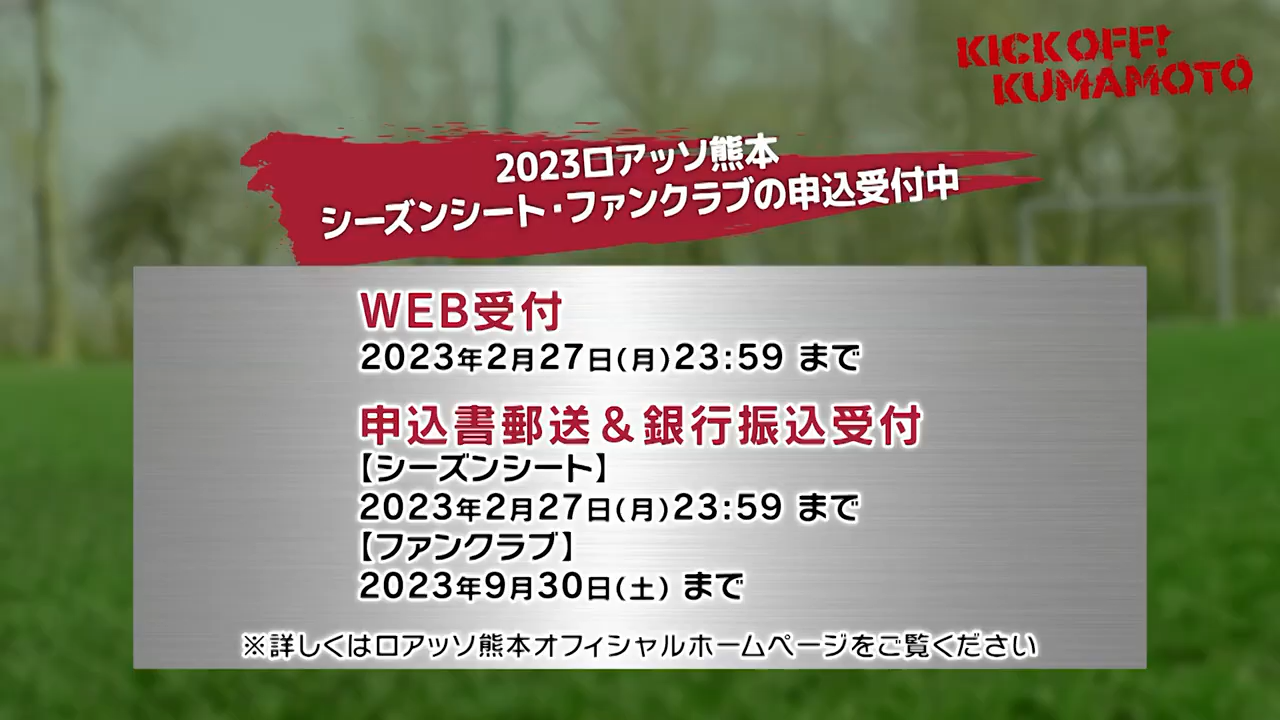 KICK OFF!
KUMAMOTO
2023ロアッソ熊本
シーズンシート・ファンクラブの申込受付中
WEB受付
2023年2月27日(月)23:59 まで
申込書郵送&銀行振込受付
【シーズンシート】
2023年2月27日(月)23:59 まで
【ファンクラブ】
2023年9月30日(土) まで
※詳しくはロアッソ熊本オフィシャルホームページをご覧ください